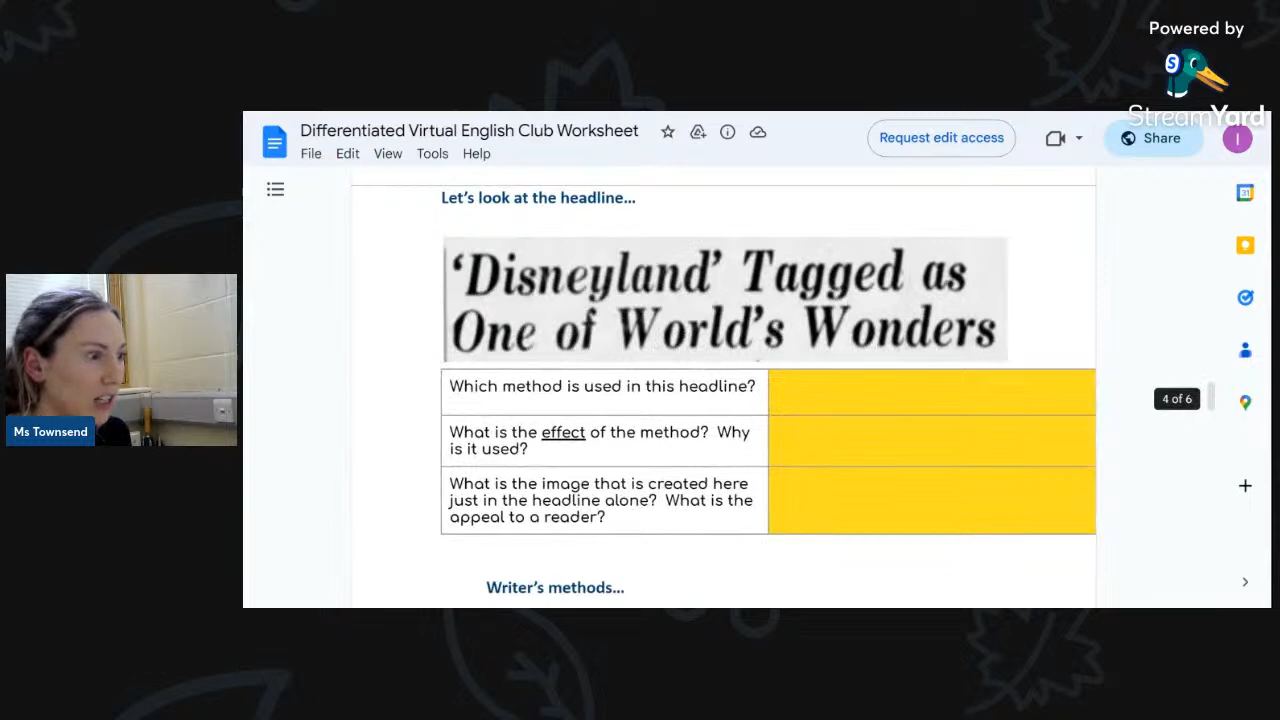 Powered by
StreamYard
Differentiated Virtual English Club Worksheet
File Edit View Tools Help
Request edit access
Share
I
31
Let's look at the headline...
'Disneyland' Tagged as
One of World's Wonders
Which method is used in this headline?
What is the effect of the method? Why
is it used?
What is the image that is created here
just in the headline alone? What is the
appeal to a reader?
4 of 6
Writer's methods...
Ms Townsend